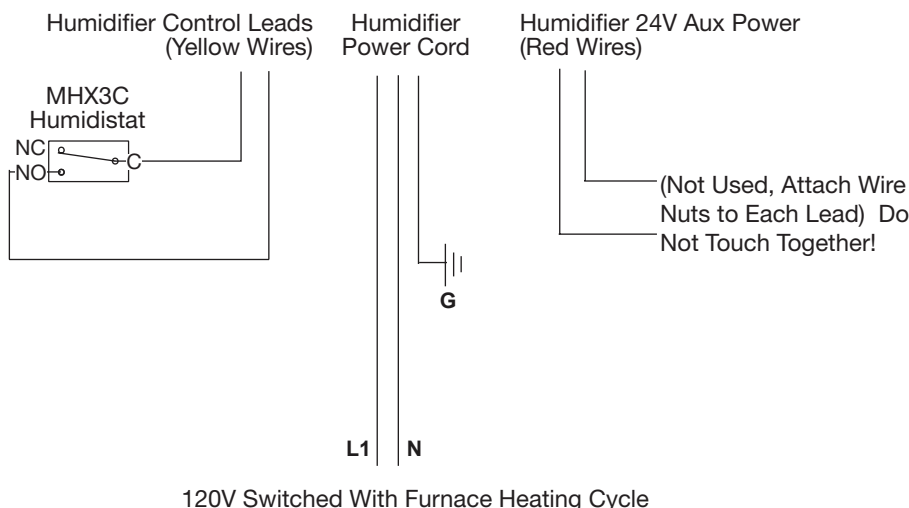 Humidifier Control Leads
(Yellow Wires)
Humidifier
Power Cord
Humidifier 24V Aux Power
(Red Wires)
MHX3C
Humidistat
NC
C
NO
(Not Used, Attach Wire
Nuts to Each Lead) Do
Not Touch Together!
G
L1
N
120V Switched With Furnace Heating Cycle